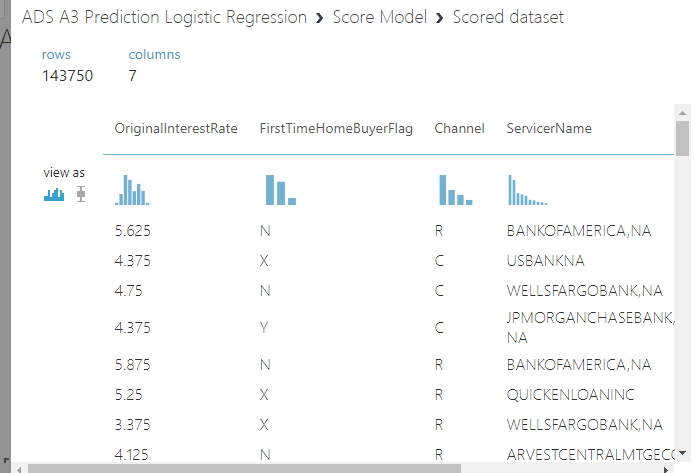 ADS A3 Prediction Logistic Regression > Score Model > Scored dataset
rows columns
143750 7
OriginalInterestRate FirstTimeHomeBuyerFlag Channel ServicerName
view as
5.625 N R BANKOFAMERICA,NA
4.375 X C USBANKNA
4.75 N C WELLSFARGOBANK,NA
4.375 Y C JPMORGANCHASEBANK,
NA
5.875 N R BANKOFAMERICA,NA
5.25 X R QUICKENLOANINC
3.375 X R WELLSFARGOBANK,NA
4.125 N R ARVESTCENTRALMTGECO